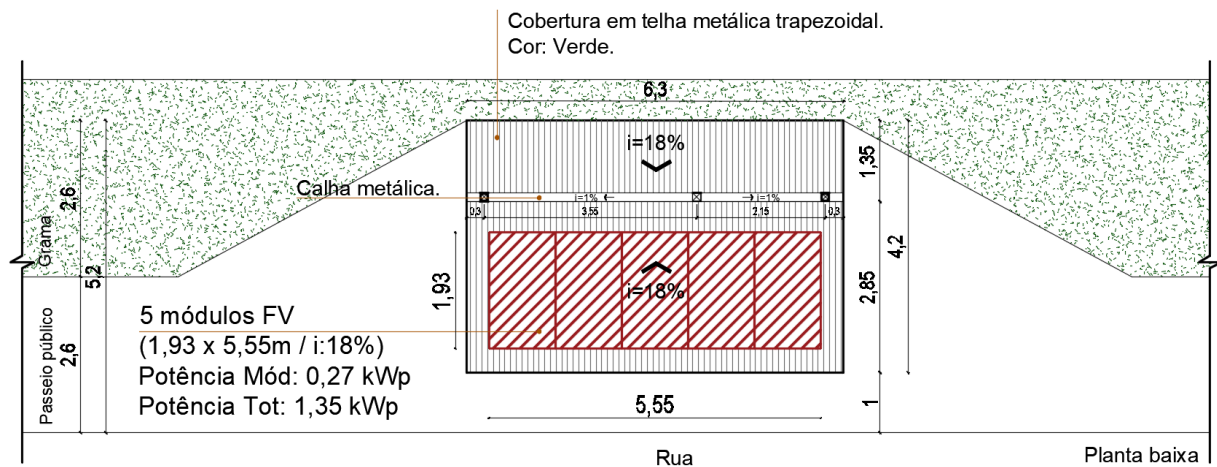 Cobertura em telha metálica trapezoidal.
Cor: Verde.
6,3
i=18%
1,35
Calha metálica.
i=1%
i=1%
0,3
3,55
2,15
0,3
2,6
Grama
5,2
4,2
1,93
i=18%
2,85
5 módulos FV
(1,93 x 5,55m / i:18%)
Potência Mód: 0,27 kWp
Potência Tot: 1,35 kWp
Passeio público
2,6
5,55
1
Rua
Planta baixa